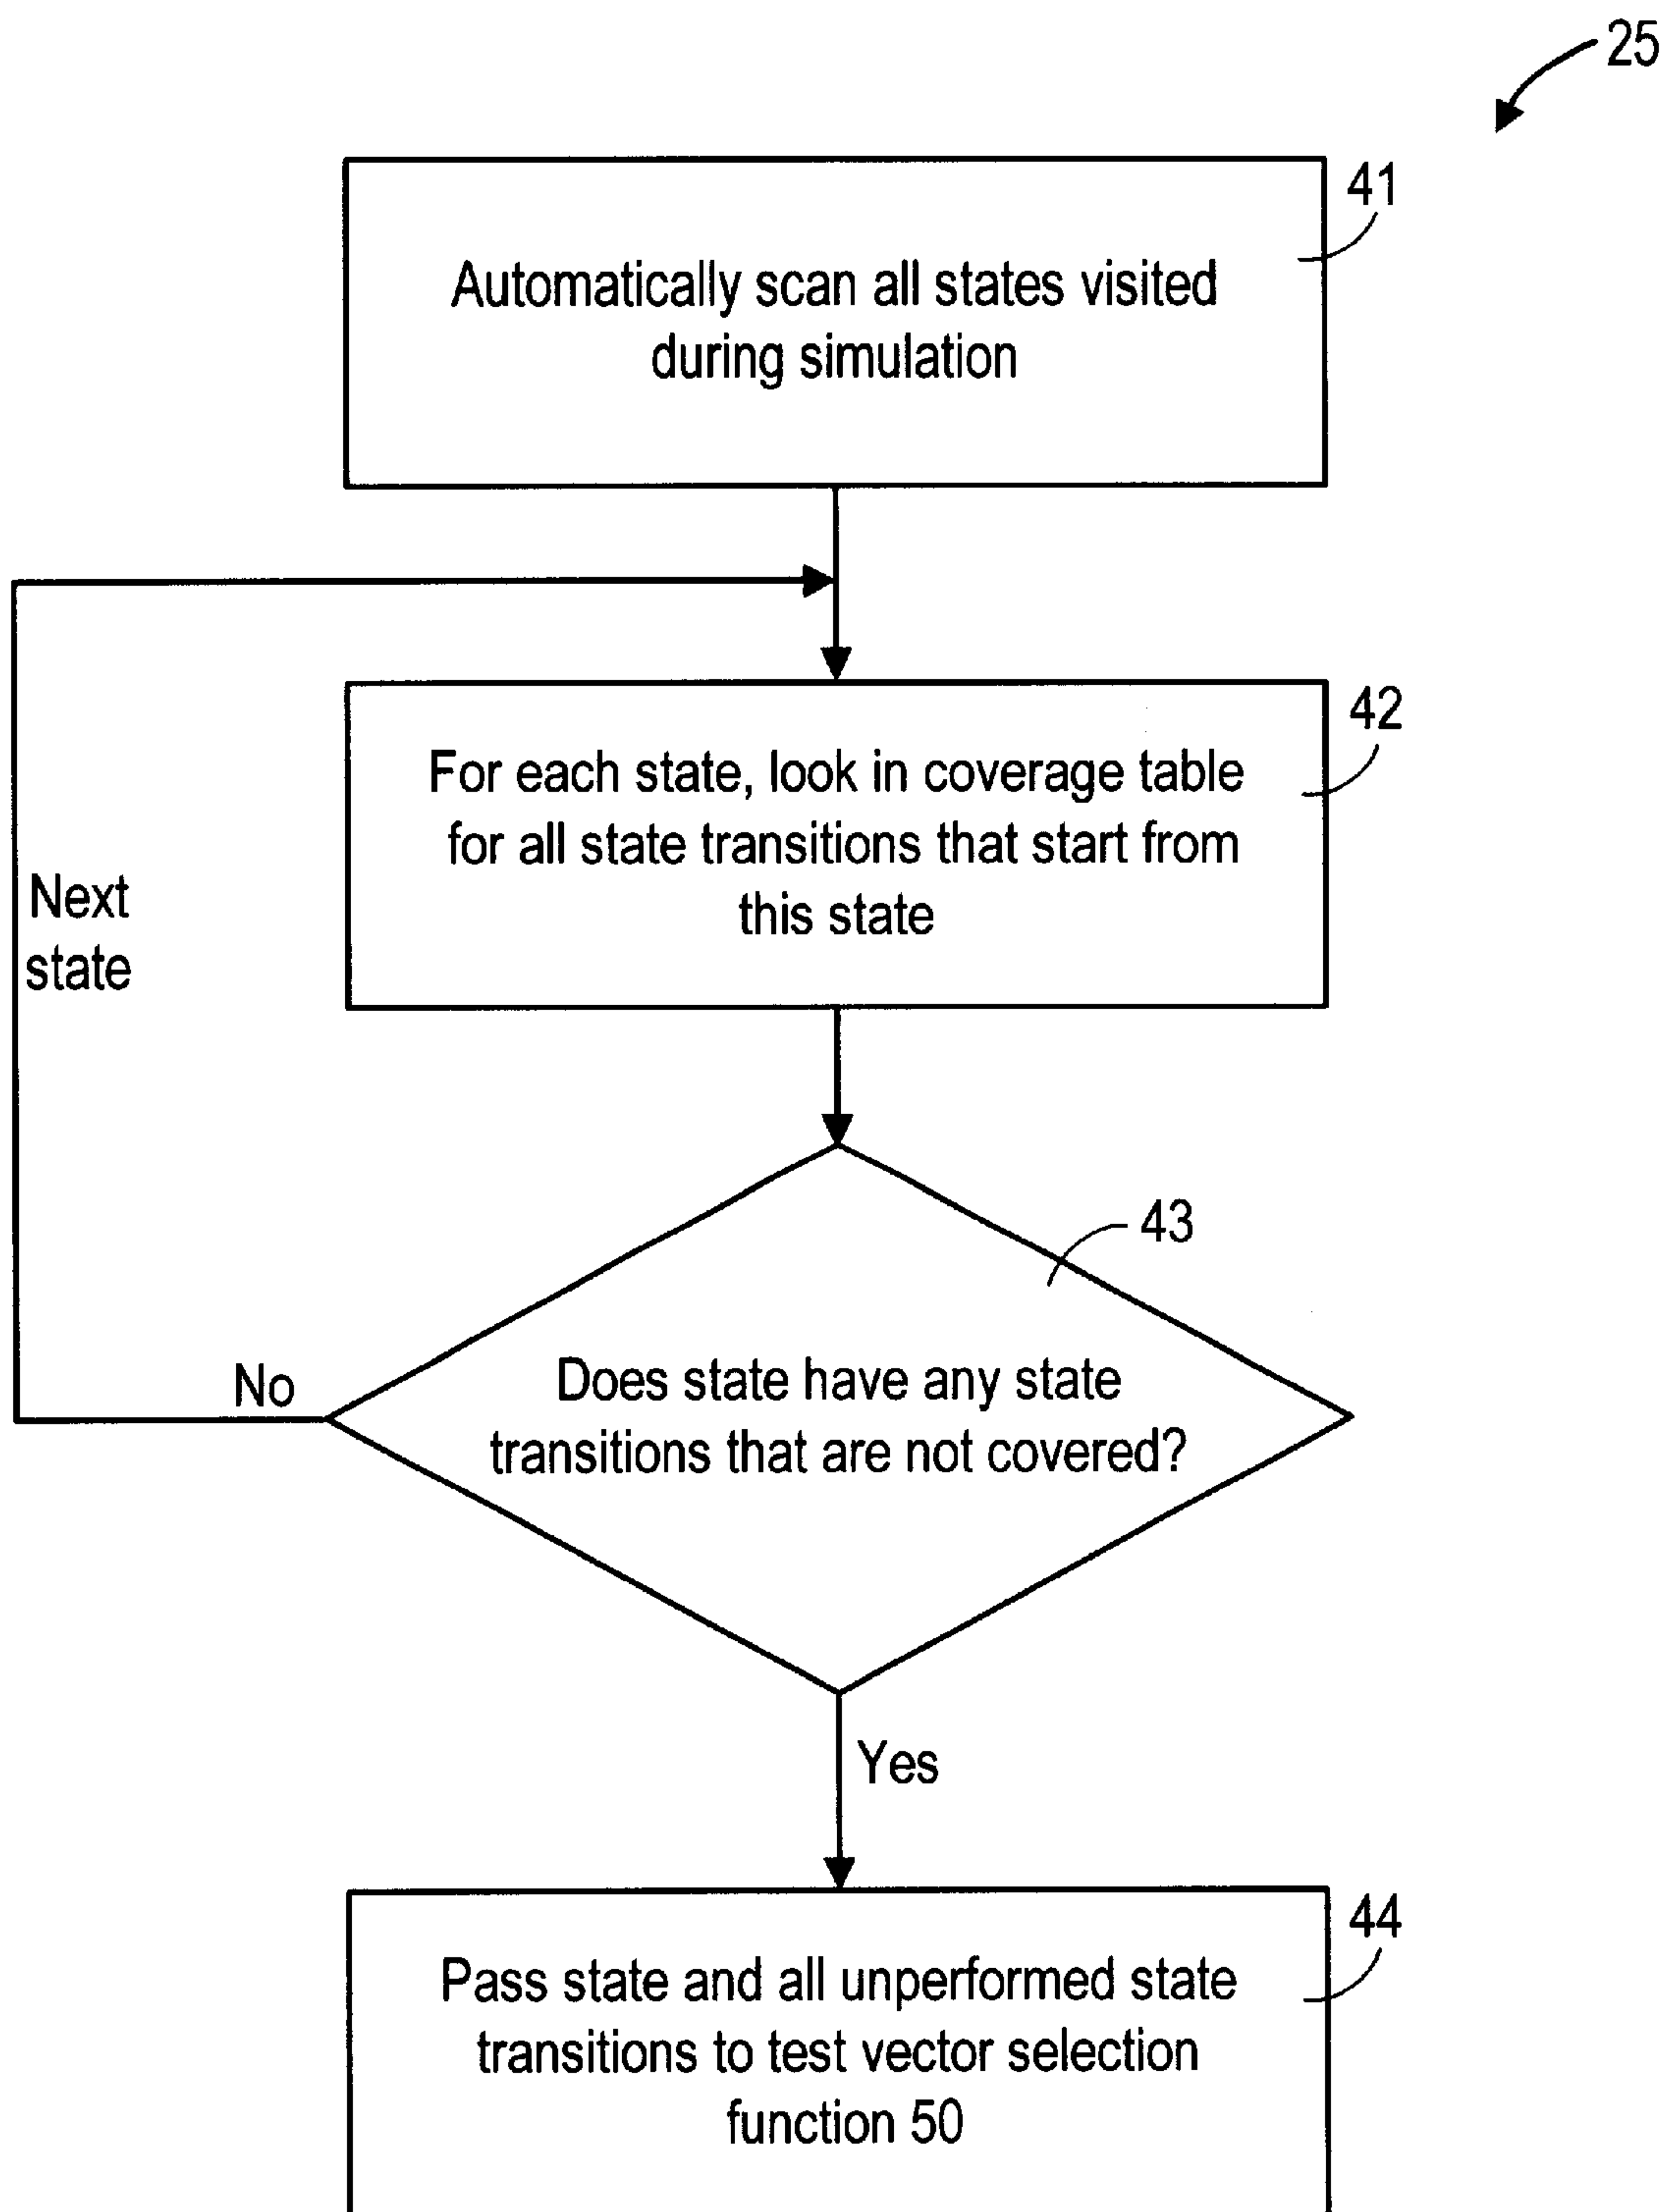 25
41
Automatically scan all states visited
during simulation
42
For each state, look in coverage table
for all state transitions that start from
this state
Next
state
43
Does state have any state
transitions that are not covered?
No
Yes
44
Pass state and all unperformed state
transitions to test vector selection
function 50